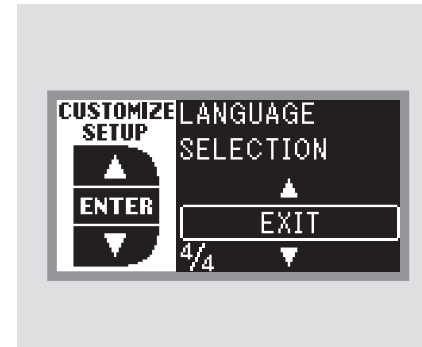 CUSTOMIZE
SETUP
ENTER
LANGUAGE
SELECTION
EXIT
4/4